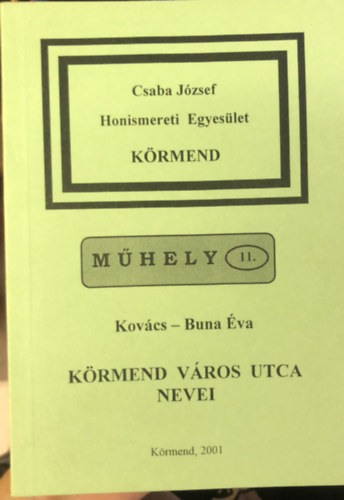 Csaba József
Honismereti Egyesület
KÖRMEND
MŰHELY 11.
Kovács – Buna Éva
KÖRMEND VÁROS UTCA
NEVEI
Körmend, 2001